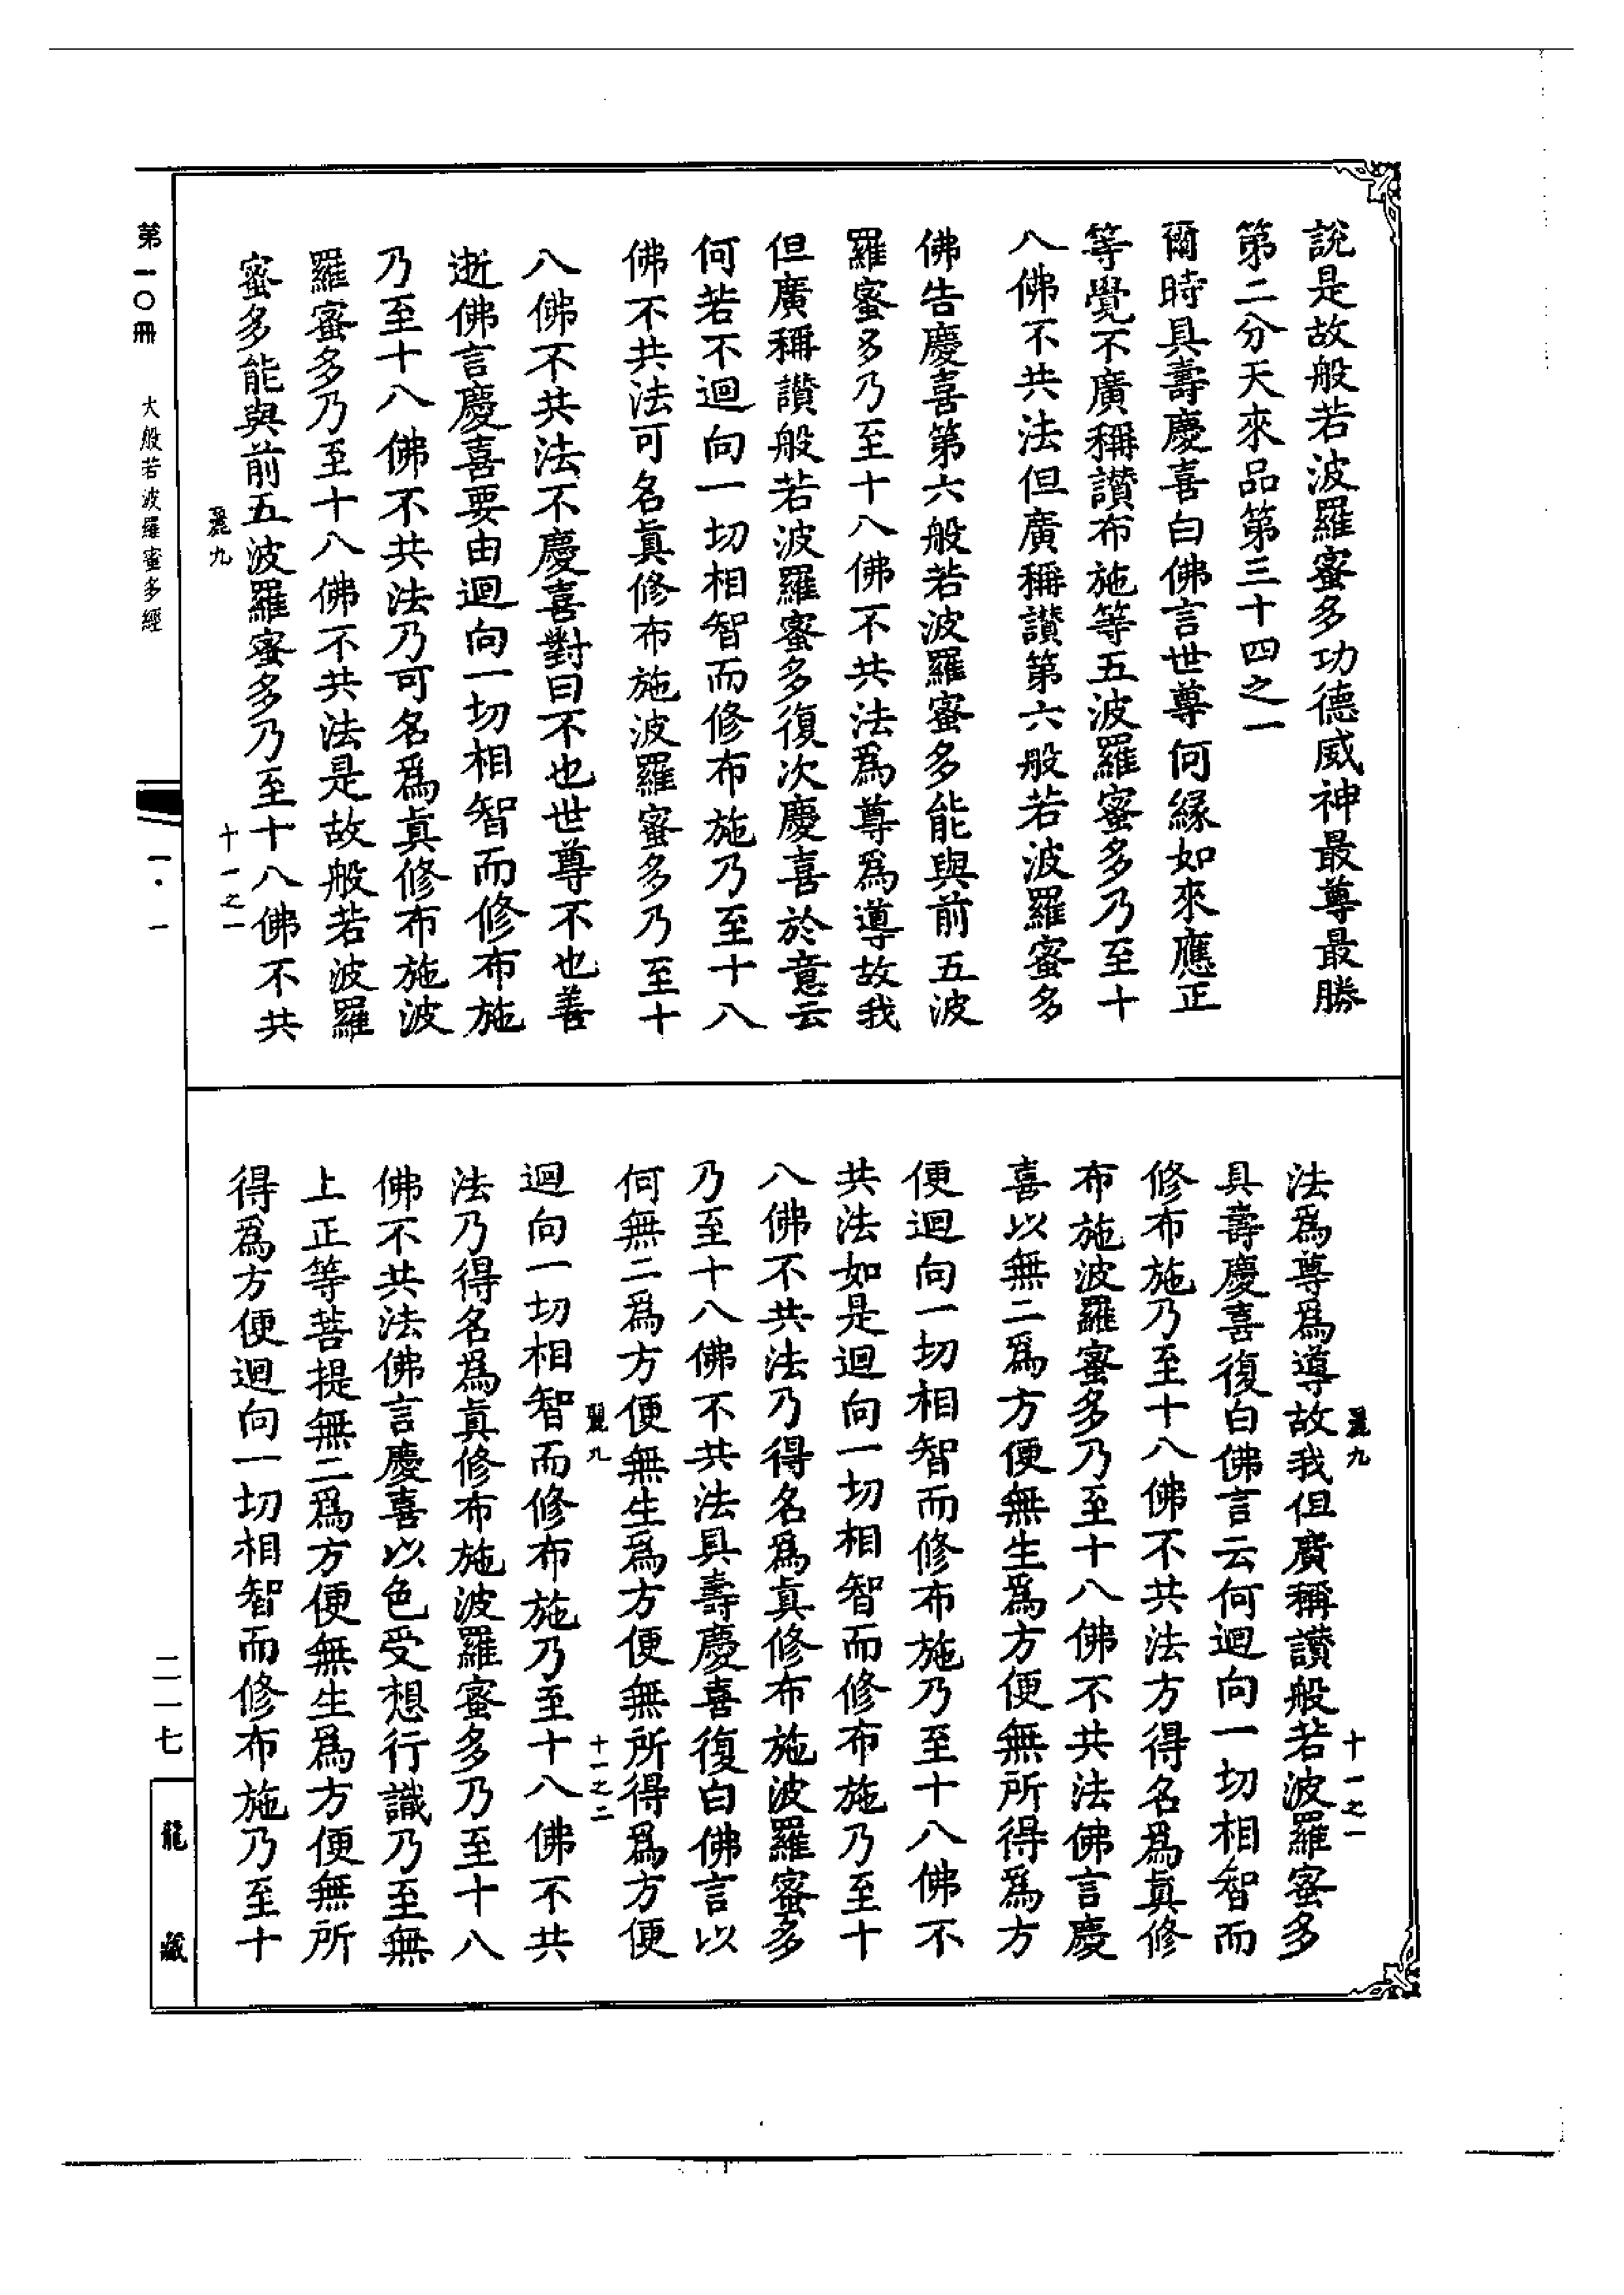 說是故般若波羅蜜多功德威神最尊最勝
第二分天來品第三十四之一
爾時具壽慶喜白佛言世尊何緣如來應正
等覺不廣稱讚布施等五波羅蜜多乃至十
八佛不共法但廣稱讚第六般若波羅蜜多
佛告慶喜第六般若波羅蜜多能與前五波
羅蜜多乃至十八佛不共法爲尊爲導故我
但廣稱讚般若波羅蜜多復次慶喜於意云
何若不迴向一切相智而修布施乃至十八
佛不共法可名眞修布施波羅蜜多乃至十
八佛不共法不慶喜對曰不也世尊不也善
逝佛言慶喜要由迴向一切相智而修布施
乃至十八佛不共法乃可名爲眞修布施波
羅蜜多乃至十八佛不共法是故般若波羅
蜜多能與前五波羅蜜多乃至十八佛不共
麗九 十一之一
法爲尊爲導故我但廣稱讚般若波羅蜜多
具壽慶喜復白佛言云何迴向一切相智而
修布施乃至十八佛不共法方得名爲眞修
布施波羅蜜多乃至十八佛不共法佛言慶
喜以無二爲方便無生爲方便無所得爲方
便迴向一切相智而修布施乃至十八佛不
共法如是迴向一切相智而修布施乃至十
八佛不共法乃得名爲眞修布施波羅蜜多
乃至十八佛不共法具壽慶喜復白佛言以
何無二爲方便無生爲方便無所得爲方便
迴向一切相智而修布施乃至十八佛不共
法乃得名爲眞修布施波羅蜜多乃至十八
佛不共法佛言慶喜以色受想行識乃至無
上正等菩提無二爲方便無生爲方便無所
得爲方便迴向一切相智而修布施乃至十
麗九 十一之一
麗九 十一之二
第一〇冊 大般若波羅蜜多經
一·一
二一七
龍藏